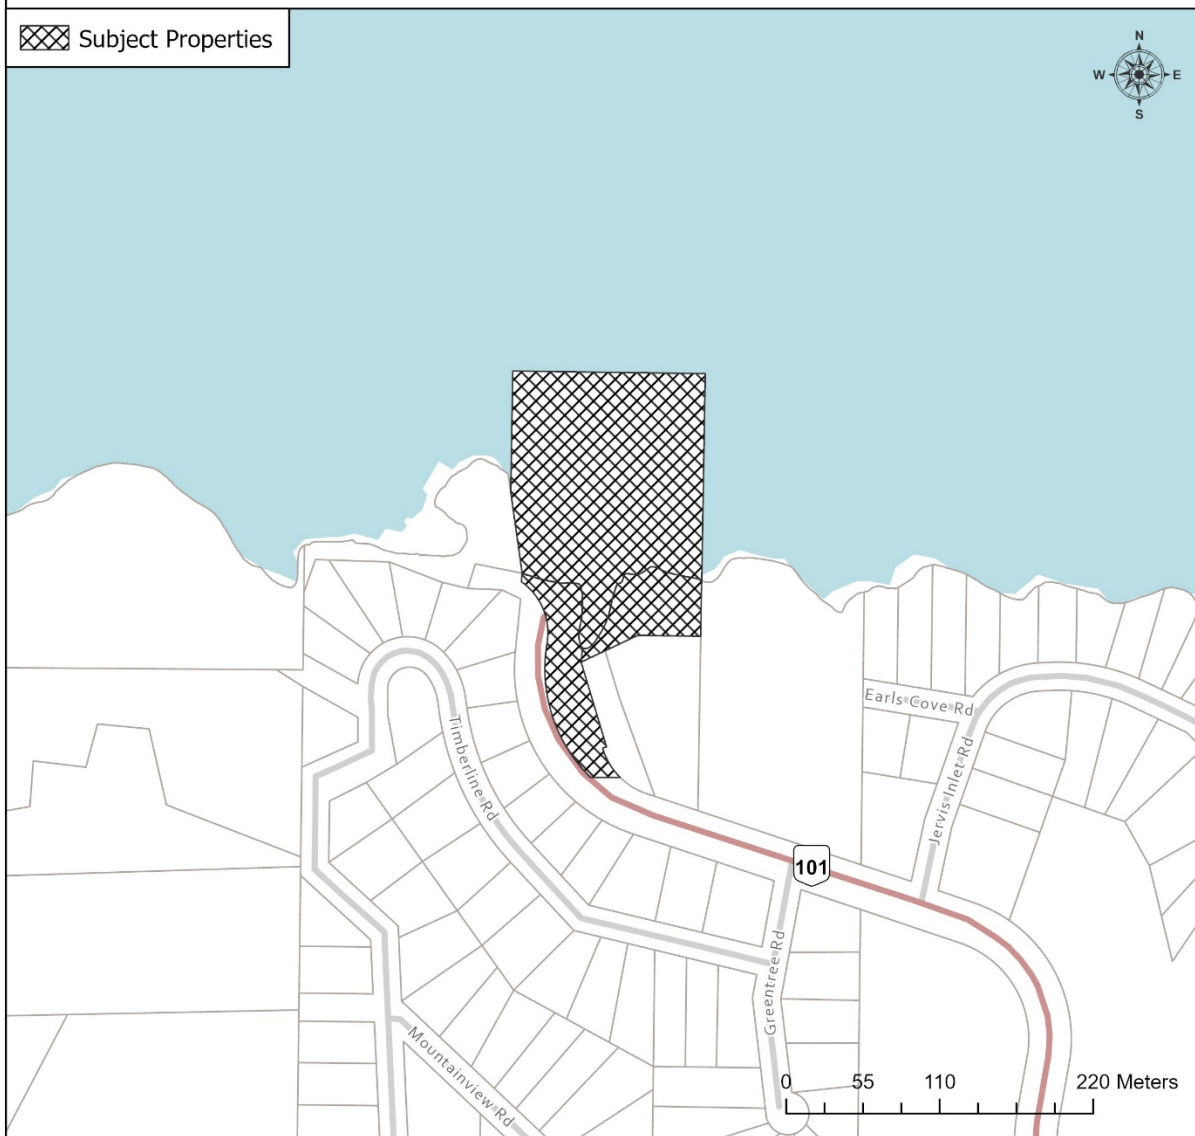 Subject Properties
N
W E
S
Earls Cove Rd
Timberline Rd
Jervis Inlet Rd
101
Greentree Rd
Mountainview Rd
0 55 110 220 Meters